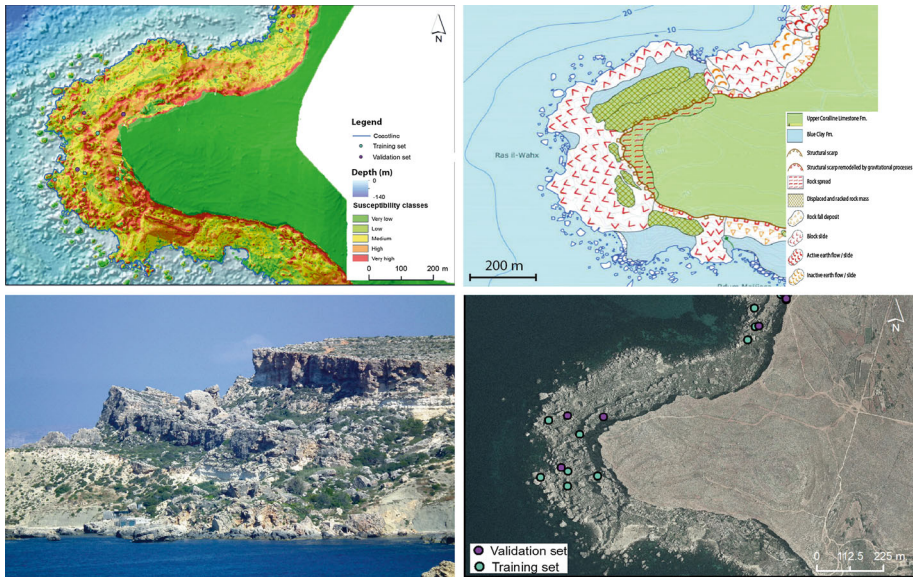 N
Legend
Coastline
Training set
Validation set
Depth (m)
0
-140
Susceptibility classes
Very low
Low
Medium
High
Very high
0 100 200 m
20
10
Ras il-Waħx
200 m
Upper Coralline Limestone Fm.
Blue Clay Fm.
Structural scarp
Structural scarp remodelled by gravitational processes
Rock spread
Displaced and tracked rock mass
Rock fall deposit
Block slide
Active earth flow / slide
Inactive earth flow / slide
N
Validation set
Training set
0 112.5 225 m